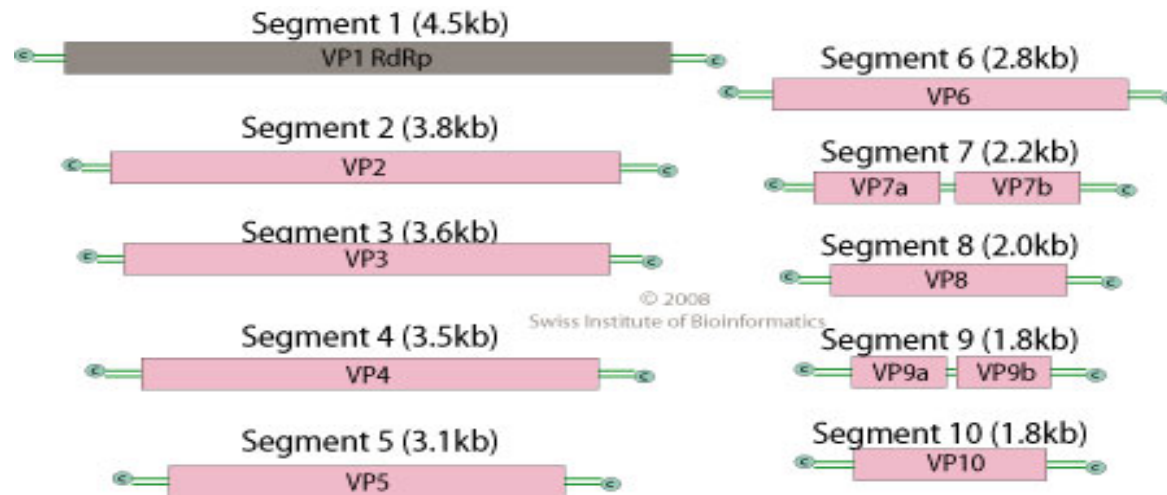 Segment 1 (4.5kb)
VP1 RdRp
Segment 2 (3.8kb)
VP2
Segment 3 (3.6kb)
VP3
Segment 4 (3.5kb)
VP4
Segment 5 (3.1kb)
VP5
Segment 6 (2.8kb)
VP6
Segment 7 (2.2kb)
VP7a VP7b
Segment 8 (2.0kb)
VP8
© 2008
Swiss Institute of Bioinformatics
Segment 9 (1.8kb)
VP9a VP9b
Segment 10 (1.8kb)
VP10